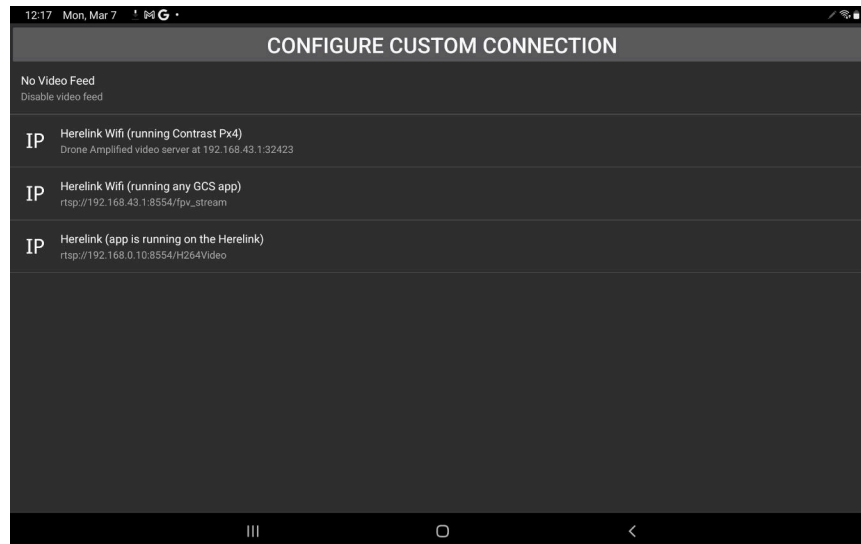 12:17 Mon, Mar 7 G
CONFIGURE CUSTOM CONNECTION
No Video Feed
Disable video feed
IP
Herelink Wifi (running Contrast Px4)
Drone Amplified video server at 192.168.43.1:32423
IP
Herelink Wifi (running any GCS app)
rtsp://192.168.43.1:8554/fpv_stream
IP
Herelink (app is running on the Herelink)
rtsp://192.168.0.10:8554/H264Video